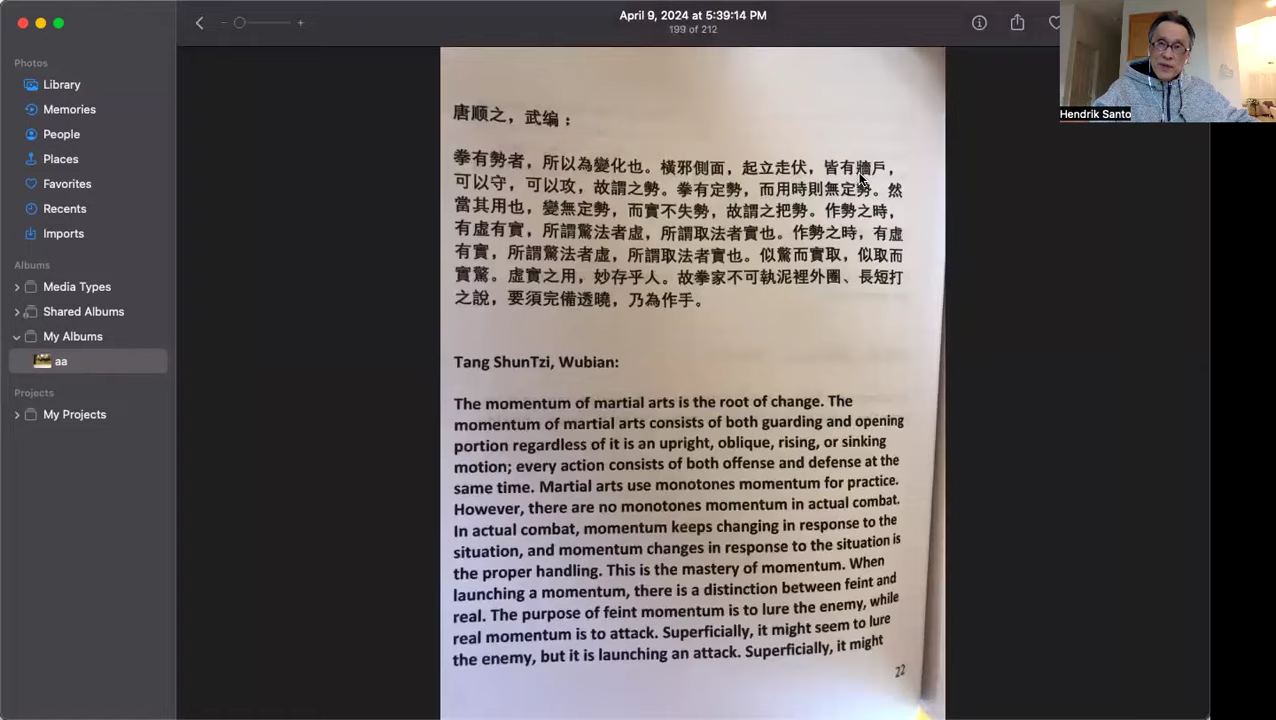 April 9, 2024 at 5:39:14 PM
199 of 212
Photos
Library
Memories
People
Places
Favorites
Recents
Imports
Albums
Media Types
Shared Albums
My Albums
aa
Projects
My Projects
Hendrik Santo
唐顺之，武编：
拳有勢者，所以為變化也。橫邪側面，起立走伏，皆有牆戶，
可以守，可以攻，故謂之勢。拳有定勢，而用時則無定勢。然
當其用也，變無定勢，而實不失勢，故謂之把勢。作勢之時，
有虛有實，所謂驚法者虛，所謂取法者實也。作勢之時，有虛
有實，所謂驚法者虛，所謂取法者實也。似驚而實取，似取而
實驚。虛實之用，妙存乎人。故拳家不可執泥裡外圈、長短打
之說，要須完備透曉，乃為作手。
Tang ShunTzi, Wubian:
The momentum of martial arts is the root of change. The
momentum of martial arts consists of both guarding and opening
portion regardless of it is an upright, oblique, rising, or sinking
motion; every action consists of both offense and defense at the
same time. Martial arts use monotones momentum for practice.
However, there are no monotones momentum in actual combat.
In actual combat, momentum keeps changing in response to the
situation, and momentum changes in response to the situation is
the proper handling. This is the mastery of momentum. When
launching a momentum, there is a distinction between feint and
real. The purpose of feint momentum is to lure the enemy, while
real momentum is to attack. Superficially, it might seem to lure
the enemy, but it is launching an attack. Superficially, it might
22